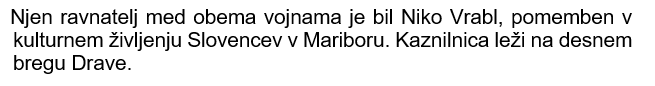 Njen ravnatelj med obema vojnama je bil Niko Vrabl, pomemben v
kulturnem življenju Slovencev v Mariboru. Kaznilnica leži na desnem
bregu Drave.